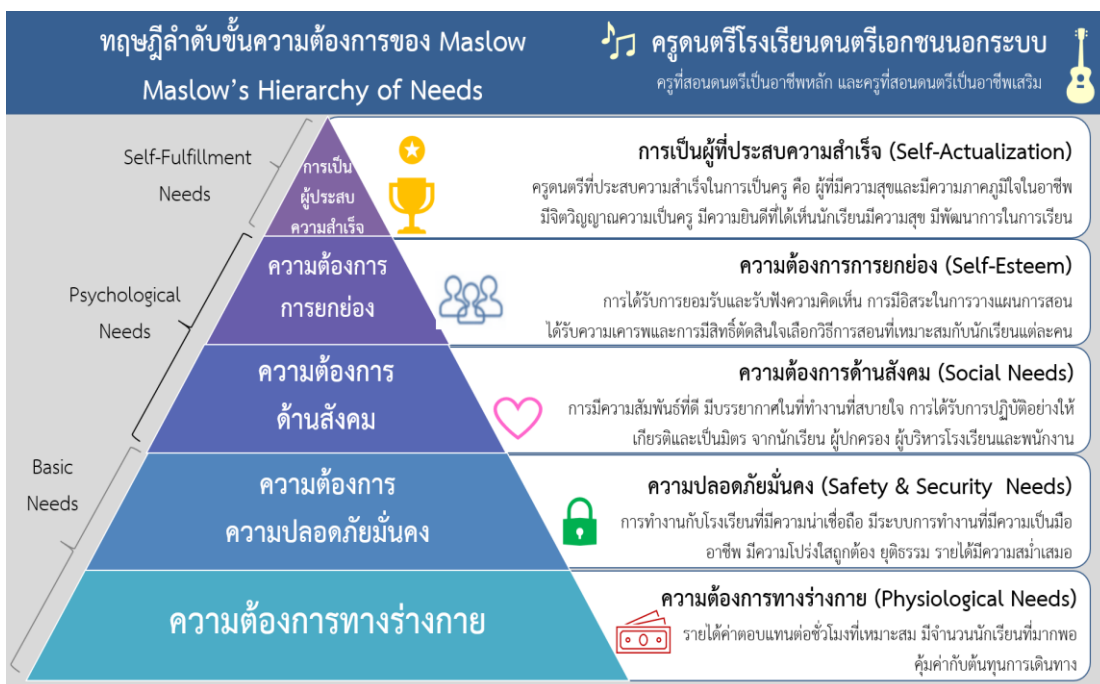 ทฤษฎีลำดับขั้นความต้องการของ Maslow
Maslow's Hierarchy of Needs
ครูดนตรีโรงเรียนดนตรีเอกชนนอกระบบ
ครูที่สอนดนตรีเป็นอาชีพหลัก และครูที่สอนดนตรีเป็นอาชีพเสริม
Self-Fulfillment
Needs
การเป็น
ผู้ประสบ
ความสำเร็จ
การเป็นผู้ที่ประสบความสำเร็จ (Self-Actualization)
ครูดนตรีที่ประสบความสำเร็จในการเป็นครู คือ ผู้ที่มีความสุขและมีความภาคภูมิใจในอาชีพ
มีจิตวิญญาณความเป็นครู มีความยินดีที่ได้เห็นนักเรียนมีความสุข มีพัฒนาการในการเรียน
Psychological
Needs
ความต้องการ
การยกย่อง
ความต้องการการยกย่อง (Self-Esteem)
การได้รับการยอมรับและรับฟังความคิดเห็น การมีอิสระในการวางแผนการสอน
ได้รับความเคารพและการมีสิทธิ์ตัดสินใจเลือกวิธีการสอนที่เหมาะสมกับนักเรียนแต่ละคน
ความต้องการ
ด้านสังคม
ความต้องการด้านสังคม (Social Needs)
การมีความสัมพันธ์ที่ดี มีบรรยากาศในที่ทำงานที่สบายใจ การได้รับการปฏิบัติอย่างให้
เกียรติและเป็นมิตร จากนักเรียน ผู้ปกครอง ผู้บริหารโรงเรียนและพนักงาน
Basic
Needs
ความต้องการ
ความปลอดภัยมั่นคง
ความปลอดภัยมั่นคง (Safety & Security Needs)
การทำงานกับโรงเรียนที่มีความน่าเชื่อถือ มีระบบการทำงานที่มีความเป็นมือ
อาชีพ มีความโปร่งใสถูกต้อง ยุติธรรม รายได้มีความสม่ำเสมอ
ความต้องการทางร่างกาย
ความต้องการทางร่างกาย (Physiological Needs)
รายได้ค่าตอบแทนต่อชั่วโมงที่เหมาะสม มีจำนวนนักเรียนที่มากพอ
คุ้มค่ากับต้นทุนการเดินทาง